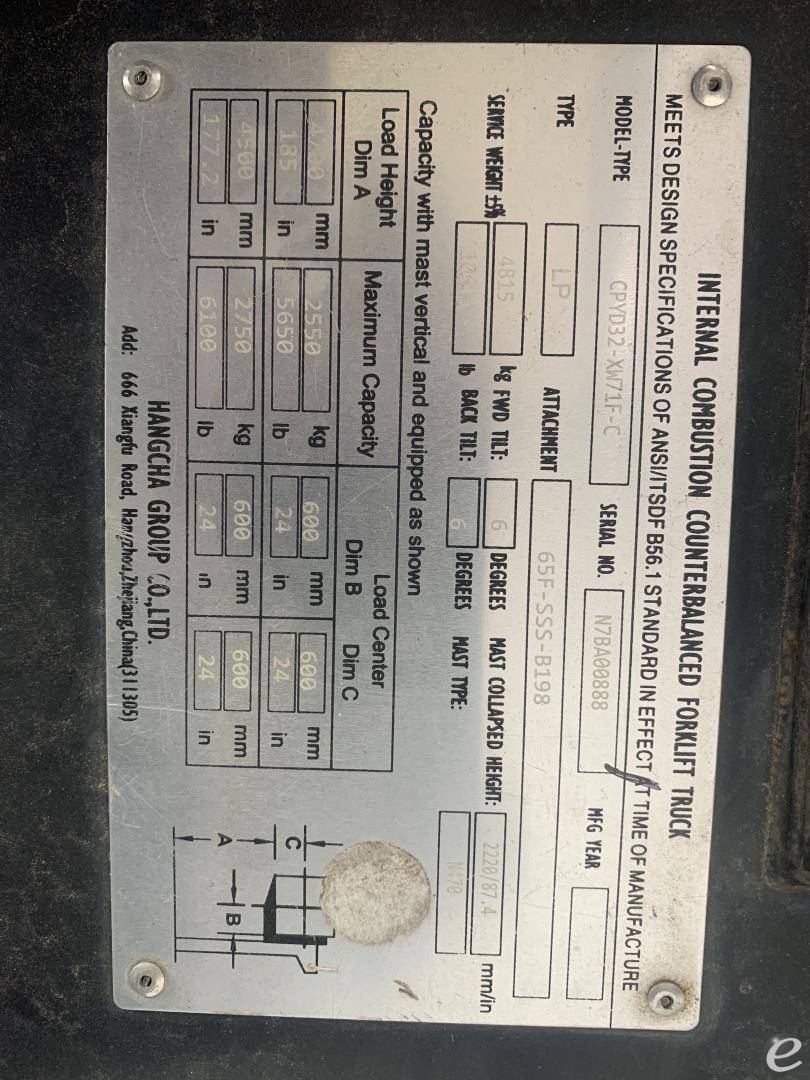 INTERNAL COMBUSTION COUNTERBALANCED FORKLIFT TRUCK
MEETS DESIGN SPECIFICATIONS OF ANSI/ITSDF B56.1 STANDARD IN EFFECT AT TIME OF MANUFACTURE
MODEL-TYPE CPYD32-XW71F-C SERIAL NO. N7BA00888 MFG YEAR
TYPE LP ATTACHMENT 65F-SSS-B198
SERVICE WEIGHT ±5% 4815 kg FWD TILT: 6 DEGREES MAST COLLAPSED HEIGHT: 2220/87.4 mm/in
lb BACK TILT: 6 DEGREES MAST TYPE: N470
Capacity with mast vertical and equipped as shown
Load Height Dim A Maximum Capacity Load Center Dim B Dim C
4700 mm 2550 kg 600 mm 600 mm
185 in 5650 lb 24 in 24 in
4500 mm 2750 kg 600 mm 600 mm
177.2 in 6100 lb 24 in 24 in
C
A
B
HANGCHA GROUP CO.,LTD.
Add: 666 Xiangfu Road, Hangzhou,Zhejiang,China(311305)
e